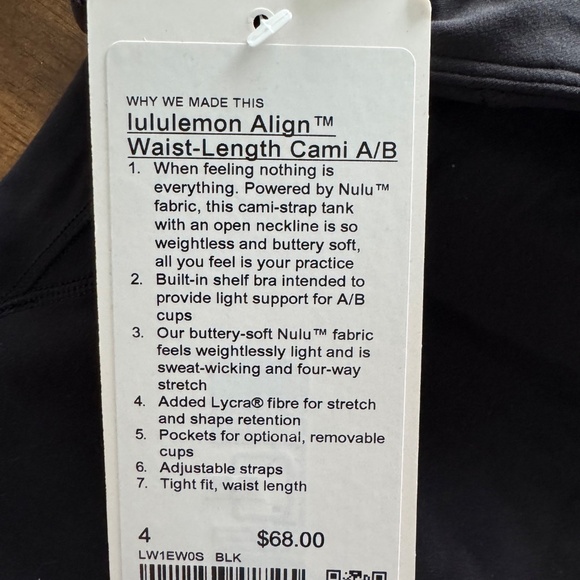 WHY WE MADE THIS
lululemon Align™
Waist-Length Cami A/B
1. When feeling nothing is
everything. Powered by Nulu™
fabric, this cami-strap tank
with an open neckline is so
weightless and buttery soft,
all you feel is your practice
2. Built-in shelf bra intended to
provide light support for A/B
cups
3. Our buttery-soft Nulu™ fabric
feels weightlessly light and is
sweat-wicking and four-way
stretch
4. Added Lycra® fibre for stretch
and shape retention
5. Pockets for optional, removable
cups
6. Adjustable straps
7. Tight fit, waist length
4 $68.00
LW1EW0S BLK